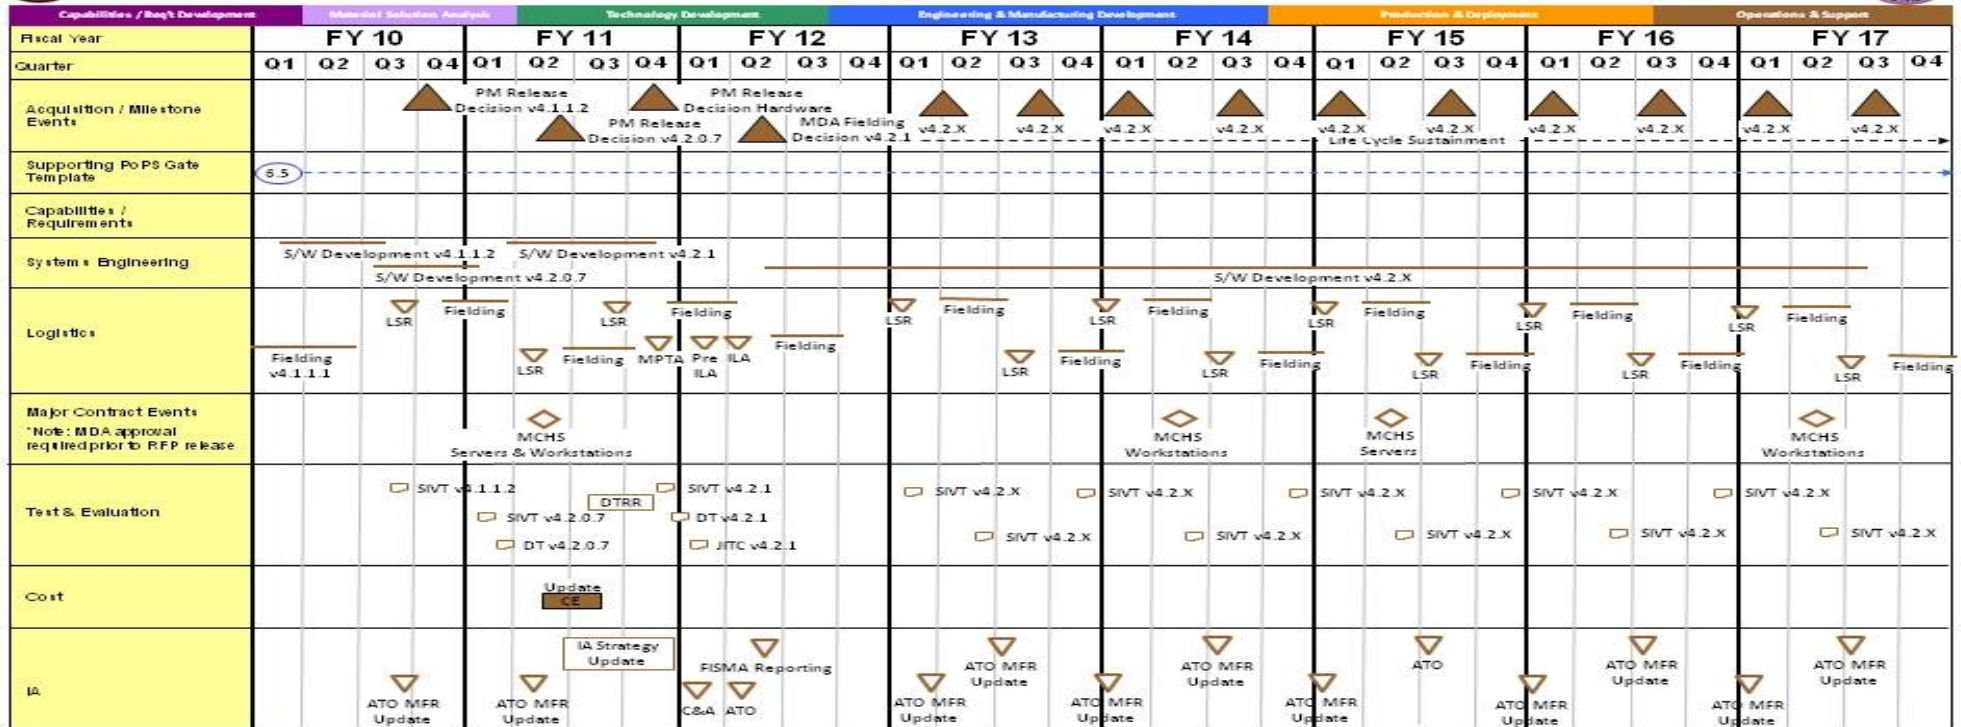 Capabilities / Req't Development Material Solution Analysis Technology Development Engineering & Manufacturing Development Production & Deployment Operations & Support
Fiscal Year FY 10 FY 11 FY 12 FY 13 FY 14 FY 15 FY 16 FY 17
Quarter Q1 Q2 Q3 Q4 Q1 Q2 Q3 Q4 Q1 Q2 Q3 Q4 Q1 Q2 Q3 Q4 Q1 Q2 Q3 Q4 Q1 Q2 Q3 Q4 Q1 Q2 Q3 Q4 Q1 Q2 Q3 Q4
Acquisition / Milestone
Events
PM Release
Decision v4.1.1.2
PM Release
Decision v4.2.0.7
PM Release
Decision Hardware
MDA Fielding
Decision v4.2.1
v4.2.X v4.2.X v4.2.X v4.2.X v4.2.X v4.2.X v4.2.X v4.2.X v4.2.X v4.2.X
Life Cycle Sustainment
Supporting PoPS Gate
Template
6.5
Capabilities /
Requirements
Systems Engineering
S/W Development v4.1.1.2 S/W Development v4.2.1
S/W Development v4.2.0.7 S/W Development v4.2.X
Logistics
LSR Fielding LSR Fielding LSR Fielding LSR Fielding LSR Fielding LSR Fielding LSR Fielding
Fielding
v4.1.1.1
LSR Fielding MPTA Pre
ILA
ILA Fielding LSR Fielding LSR Fielding LSR Fielding LSR Fielding LSR Fielding
Major Contract Events
*Note: MDA approval
required prior to RFP release
MCHS
Servers & Workstations
MCHS
Workstations
MCHS
Servers
MCHS
Workstations
Test & Evaluation
SIVT v4.1.1.2 SIVT v4.2.1 SIVT v4.2.X SIVT v4.2.X SIVT v4.2.X SIVT v4.2.X SIVT v4.2.X
DTRR
SIVT v4.2.0.7 DT v4.2.1
SIVT v4.2.X SIVT v4.2.X SIVT v4.2.X SIVT v4.2.X SIVT v4.2.X
DT v4.2.0.7 JITC v4.2.1
Cost
Update
CE
IA
IA Strategy
Update
FISMA Reporting
ATO MFR
Update
ATO MFR
Update
ATO
ATO MFR
Update
ATO MFR
Update
ATO MFR
Update
ATO MFR
Update
C&A ATO
ATO MFR
Update
ATO MFR
Update
ATO MFR
Update
ATO MFR
Update
ATO MFR
Update